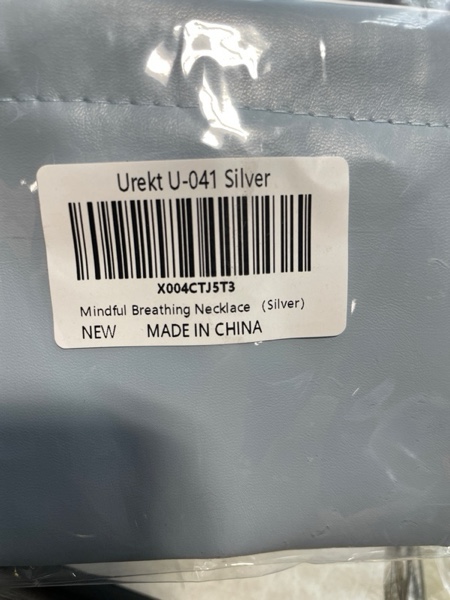 Urekt U-041 Silver
X004CTJ5T3
Mindful Breathing Necklace (Silver)
NEW MADE IN CHINA